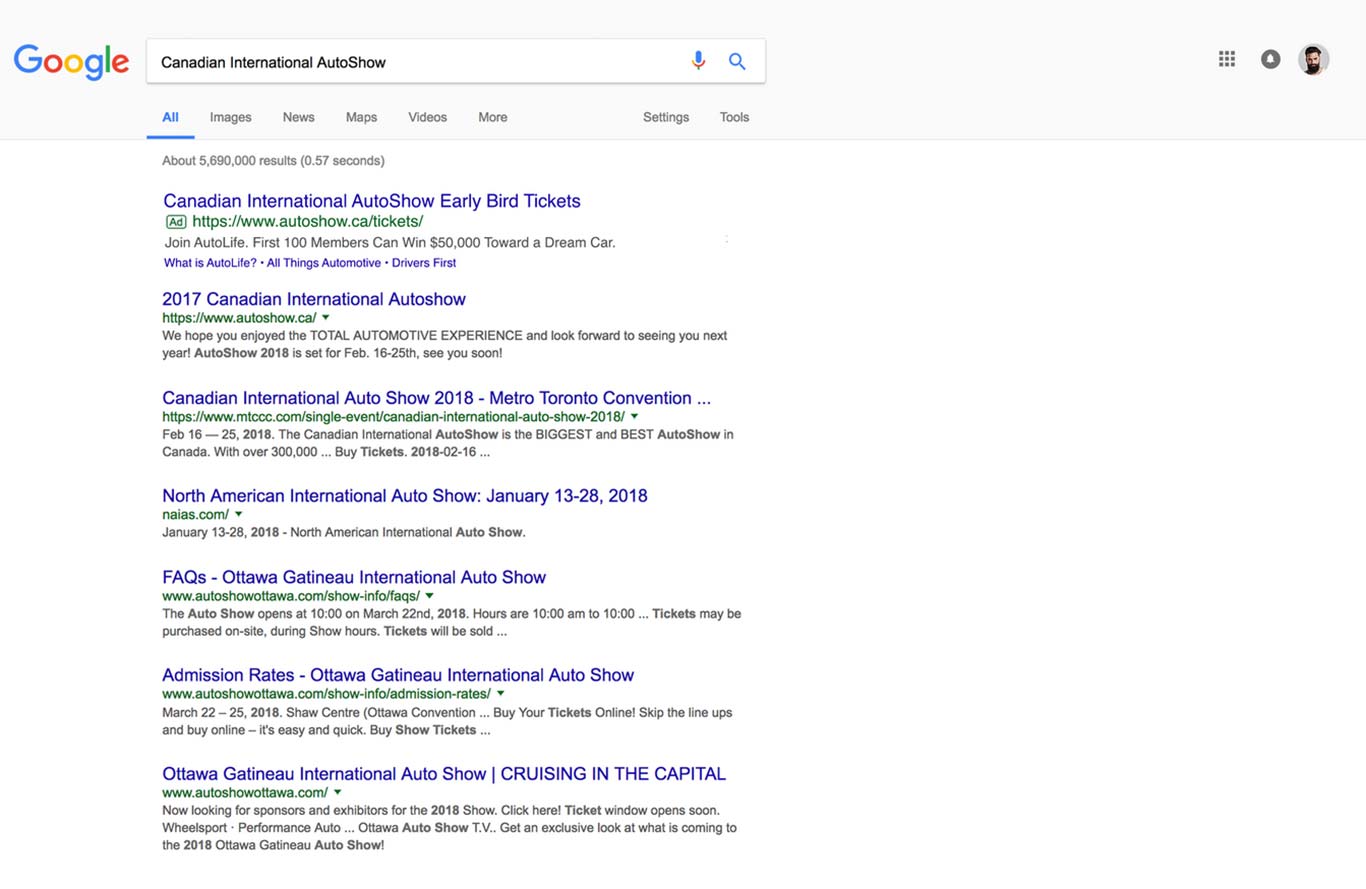 Google
Canadian International AutoShow
All Images News Maps Videos More Settings Tools
About 5,690,000 results (0.57 seconds)
Canadian International AutoShow Early Bird Tickets
Ad https://www.autoshow.ca/tickets/
Join AutoLife. First 100 Members Can Win $50,000 Toward a Dream Car.
What is AutoLife? · All Things Automotive · Drivers First
2017 Canadian International Autoshow
https://www.autoshow.ca/
We hope you enjoyed the TOTAL AUTOMOTIVE EXPERIENCE and look forward to seeing you next
year! AutoShow 2018 is set for Feb. 16-25th, see you soon!
Canadian International Auto Show 2018 - Metro Toronto Convention ...
https://www.mtccc.com/single-event/canadian-international-auto-show-2018/
Feb 16 — 25, 2018. The Canadian International AutoShow is the BIGGEST and BEST AutoShow in
Canada. With over 300,000 ... Buy Tickets. 2018-02-16 ...
North American International Auto Show: January 13-28, 2018
naias.com/
January 13-28, 2018 - North American International Auto Show.
FAQs - Ottawa Gatineau International Auto Show
www.autoshowottawa.com/show-info/faqs/
The Auto Show opens at 10:00 on March 22nd, 2018. Hours are 10:00 am to 10:00 ... Tickets may be
purchased on-site, during Show hours. Tickets will be sold ...
Admission Rates - Ottawa Gatineau International Auto Show
www.autoshowottawa.com/show-info/admission-rates/
March 22 – 25, 2018. Shaw Centre (Ottawa Convention ... Buy Your Tickets Online! Skip the line ups
and buy online – it's easy and quick. Buy Show Tickets ...
Ottawa Gatineau International Auto Show | CRUISING IN THE CAPITAL
www.autoshowottawa.com/
Now looking for sponsors and exhibitors for the 2018 Show. Click here! Ticket window opens soon.
Wheelsport · Performance Auto ... Ottawa Auto Show T.V.. Get an exclusive look at what is coming to
the 2018 Ottawa Gatineau Auto Show!